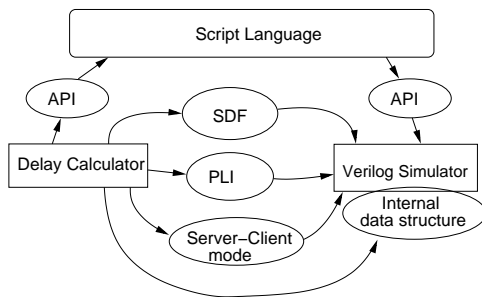 Script Language
API
API
SDF
Delay Calculator
PLI
Verilog Simulator
Internal
data structure
Server−Client
mode